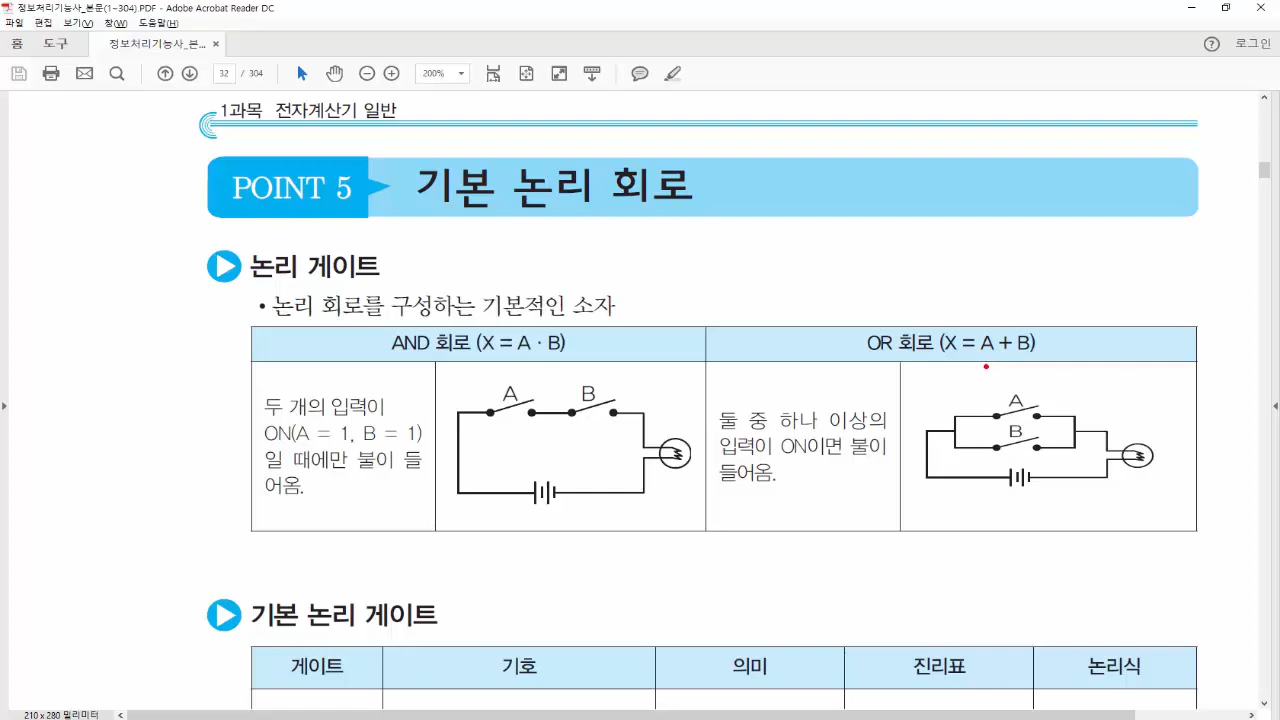 정보처리기능사_본문(1~304).PDF - Adobe Acrobat Reader DC
파일 편집 보기(V) 창(W) 도움말(H)
홈 도구 정보처리기능사_본... × 로그인
32 / 304 200%
1과목 전자계산기 일반
POINT 5 기본 논리 회로
논리 게이트
• 논리 회로를 구성하는 기본적인 소자
AND 회로 (X = A · B) OR 회로 (X = A + B)
두 개의 입력이
ON(A = 1, B = 1)
일 때에만 불이 들
어옴.
A B
둘 중 하나 이상의
입력이 ON이면 불이
들어옴.
A
B
기본 논리 게이트
게이트 기호 의미 진리표 논리식
210 x 280 밀리미터